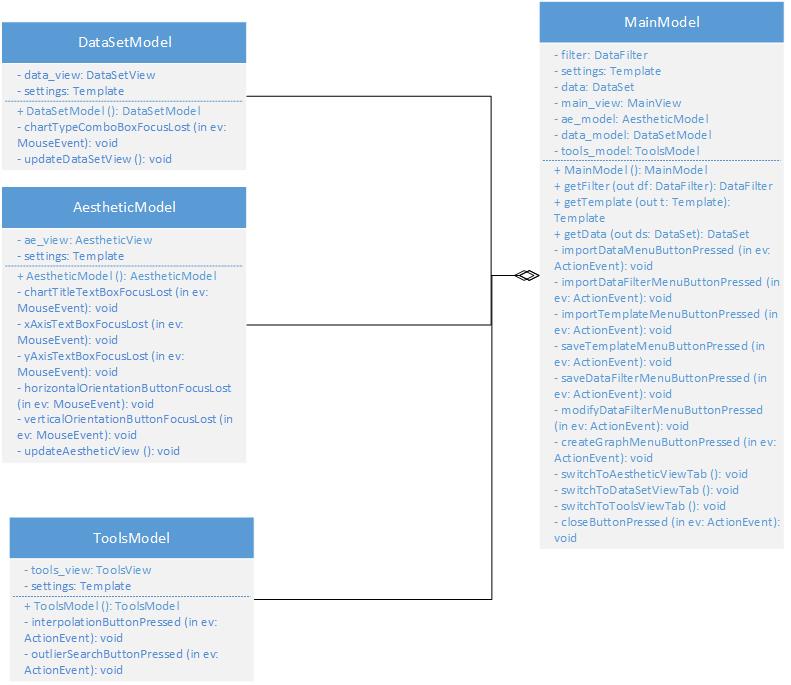 DataSetModel
- data_view: DataSetView
- settings: Template
+ DataSetModel (): DataSetModel
- chartTypeComboBoxFocusLost (in ev:
MouseEvent): void
- updateDataSetView (): void
AestheticModel
- ae_view: AestheticView
- settings: Template
+ AestheticModel (): AestheticModel
- chartTitleTextBoxFocusLost (in ev:
MouseEvent): void
- xAxisTextBoxFocusLost (in ev:
MouseEvent): void
- yAxisTextBoxFocusLost (in ev:
MouseEvent): void
- horizontalOrientationButtonFocusLost
(in ev: MouseEvent): void
- verticalOrientationButtonFocusLost (in
ev: MouseEvent): void
- updateAestheticView (): void
ToolsModel
- tools_view: ToolsView
- settings: Template
+ ToolsModel (): ToolsModel
- interpolationButtonPressed (in ev:
ActionEvent): void
- outlierSearchButtonPressed (in ev:
ActionEvent): void
MainModel
- filter: DataFilter
- settings: Template
- data: DataSet
- main_view: MainView
- ae_model: AestheticModel
- data_model: DataSetModel
- tools_model: ToolsModel
+ MainModel (): MainModel
+ getFilter (out df: DataFilter): DataFilter
+ getTemplate (out t: Template):
Template
+ getData (out ds: DataSet): DataSet
- importDataMenuButtonPressed (in ev:
ActionEvent): void
- importDataFilterMenuButtonPressed (in
ev: ActionEvent): void
- importTemplateMenuButtonPressed (in
ev: ActionEvent): void
- saveTemplateMenuButtonPressed (in
ev: ActionEvent): void
- saveDataFilterMenuButtonPressed (in
ev: ActionEvent): void
- modifyDataFilterMenuButtonPressed
(in ev: ActionEvent): void
- createGraphMenuButtonPressed (in ev:
ActionEvent): void
- switchToAestheticViewTab (): void
- switchToDataSetViewTab (): void
- switchToToolsViewTab (): void
- closeButtonPressed (in ev: ActionEvent):
void